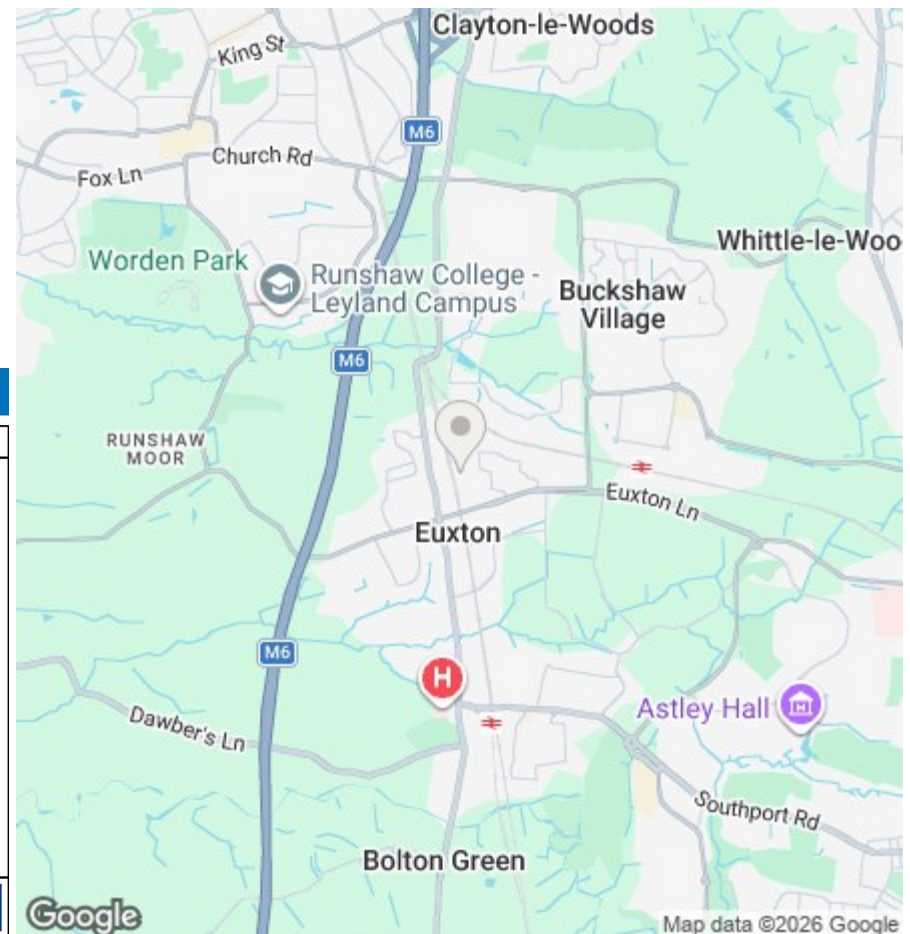 Clayton-le-Woods
King St
M6
Church Rd
Fox Ln
Whittle-le-Woo
Worden Park
Runshaw College -
Leyland Campus
Buckshaw
Village
M6
RUNSHAW
MOOR
Euxton Ln
Euxton
M6
H
Astley Hall
Dawber's Ln
Southport Rd
Bolton Green
Google
Map data ©2026 Google